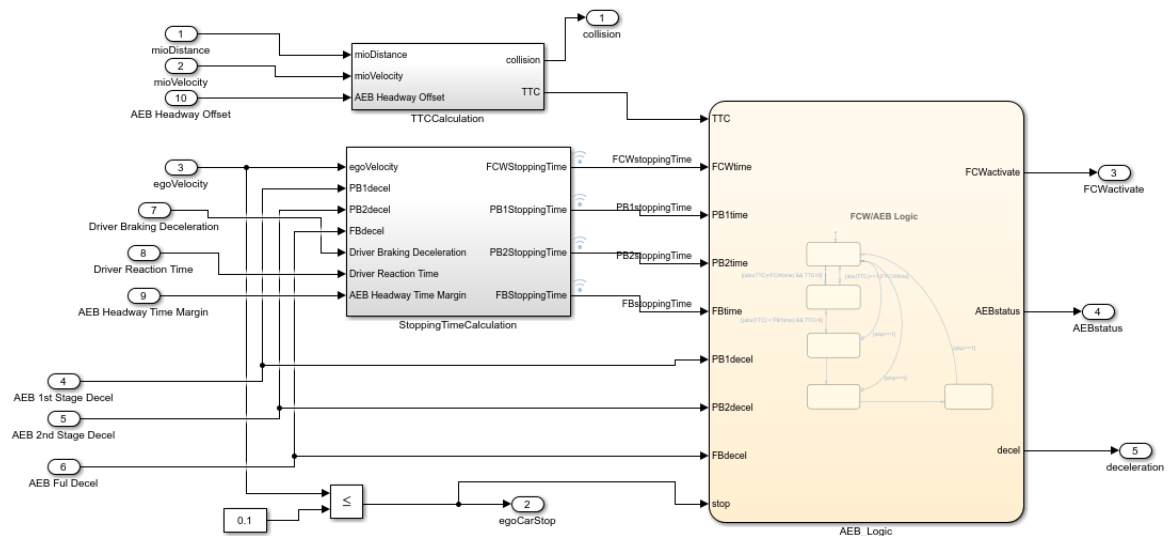 1
mioDistance
2
mioVelocity
10
AEB Headway Offset
mioDistance
mioVelocity
AEB Headway Offset
collision
TTC
TTCCalculation
1
collision
3
egoVelocity
7
Driver Braking Deceleration
8
Driver Reaction Time
9
AEB Headway Time Margin
egoVelocity
PB1decel
PB2decel
FBdecel
Driver Braking Deceleration
Driver Reaction Time
AEB Headway Time Margin
FCWStoppingTime
PB1StoppingTime
PB2StoppingTime
FBStoppingTime
StoppingTimeCalculation
FCWstoppingTime
PB1stoppingTime
PB2stoppingTime
FBstoppingTime
4
AEB 1st Stage Decel
5
AEB 2nd Stage Decel
6
AEB Ful Decel
0.1
≤
2
egoCarStop
TTC
FCWtime
PB1time
PB2time
FBtime
PB1decel
PB2decel
FBdecel
stop
FCW/AEB Logic
FCWactivate
AEBstatus
decel
AEB_Logic
3
FCWactivate
4
AEBstatus
5
deceleration